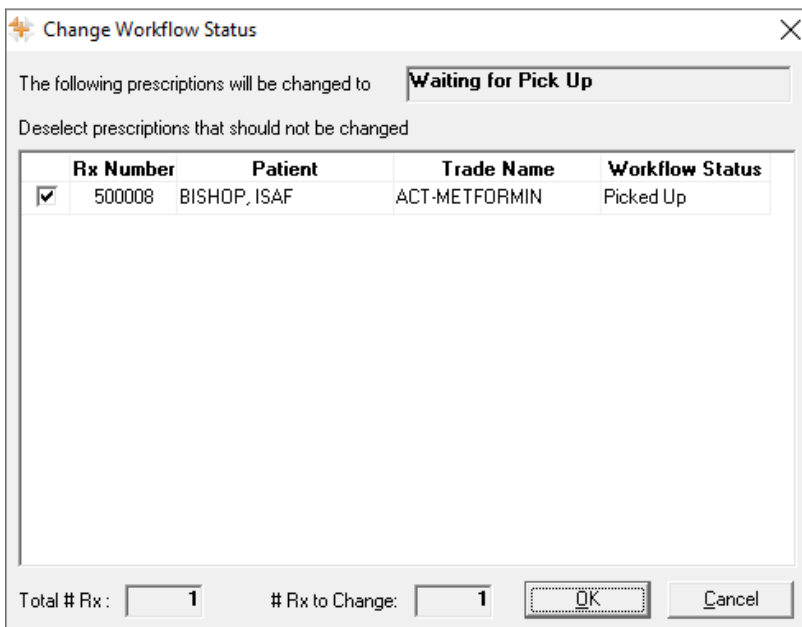 Change Workflow Status
The following prescriptions will be changed to Waiting for Pick Up
Deselect prescriptions that should not be changed
Rx Number Patient Trade Name Workflow Status
500008 BISHOP, ISAF ACT-METFORMIN Picked Up
Total # Rx : 1 # Rx to Change: 1 OK Cancel